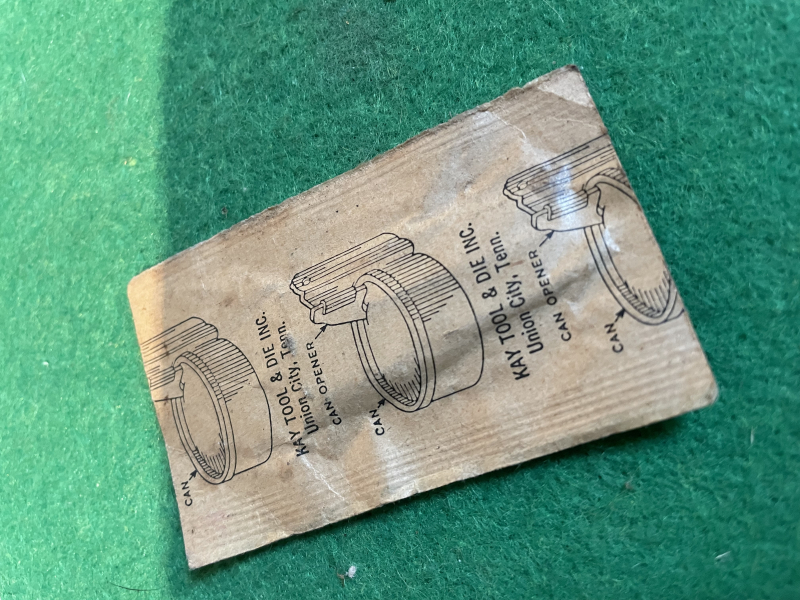 CAN
KAY TOOL & DIE INC.
Union City, Tenn.
CAN OPENER
CAN
KAY TOOL & DIE INC.
Union City, Tenn.
CAN OPENER
CAN